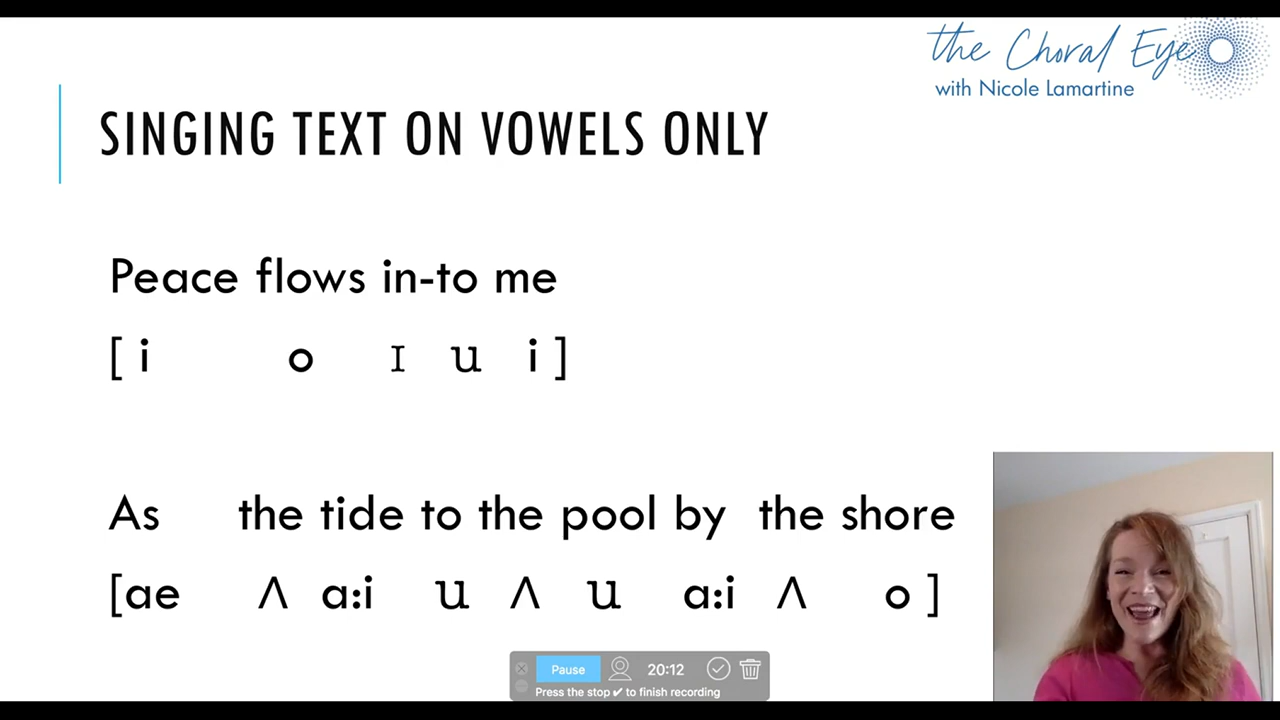 the Choral Eye
with Nicole Lamartine
SINGING TEXT ON VOWELS ONLY
Peace flows in-to me
[ i o ɪ u i ]
As the tide to the pool by the shore
[ae Λ a:i u Λ u a:i Λ o ]
Pause 20:12
Press the stop ✔ to finish recording